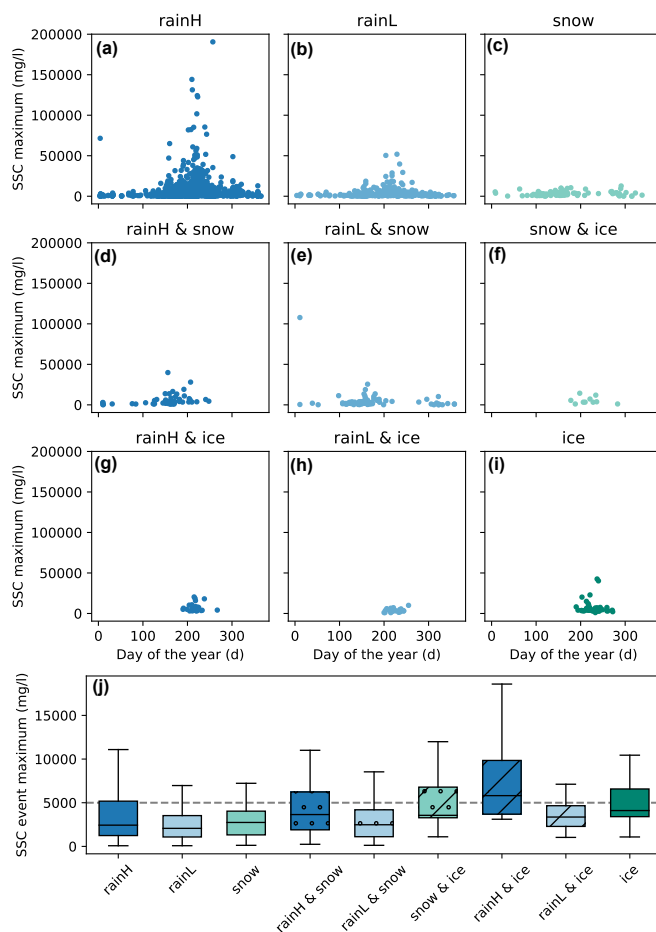 rainH rainL snow
(a) (b) (c)
200000
150000
100000
50000
0
SSC maximum (mg/l)
rainH & snow rainL & snow snow & ice
(d) (e) (f)
200000
150000
100000
50000
0
SSC maximum (mg/l)
rainH & ice rainL & ice ice
(g) (h) (i)
200000
150000
100000
50000
0
SSC maximum (mg/l)
0 100 200 300 0 100 200 300 0 100 200 300
Day of the year (d) Day of the year (d) Day of the year (d)
(j)
15000
10000
5000
0
SSC event maximum (mg/l)
rainH rainL snow rainH & snow rainL & snow snow & ice rainH & ice rainL & ice ice